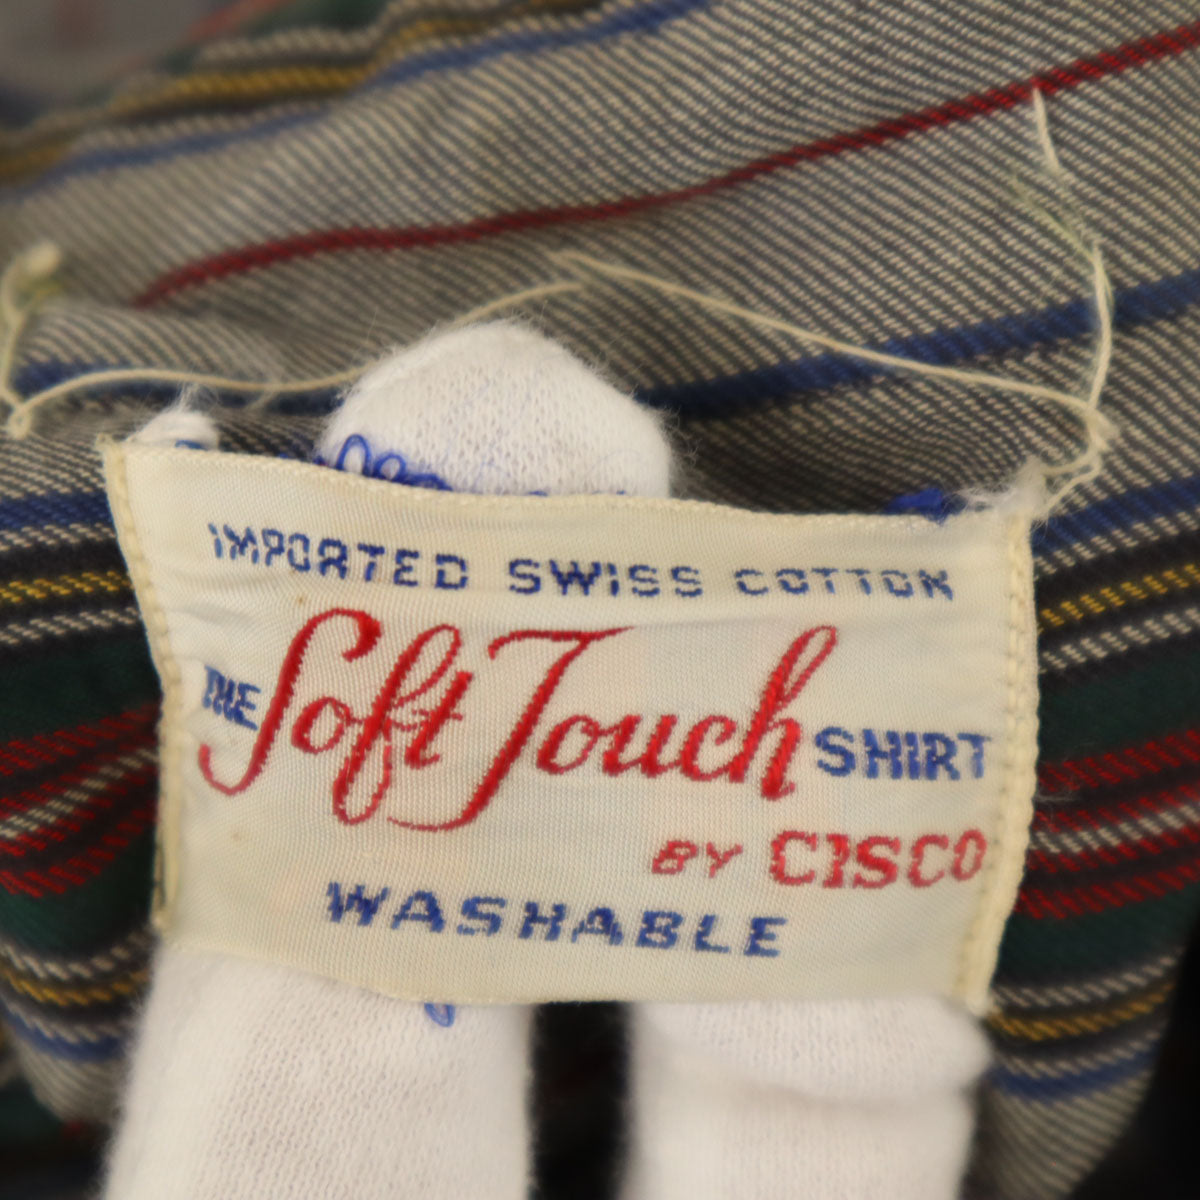 IMPORTED SWISS COTTON
THE Soft Touch SHIRT
BY CISCO
WASHABLE